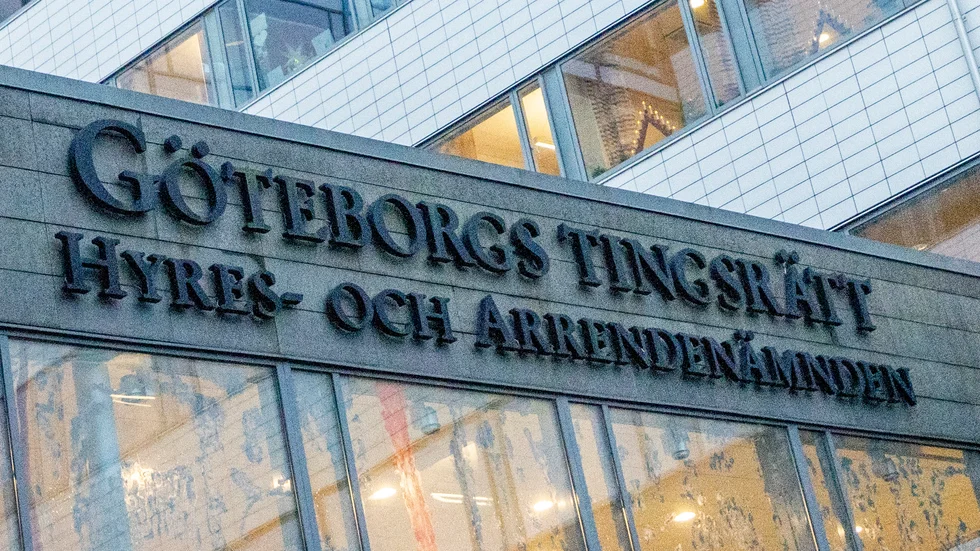 GÖTEBORGS TINGSRÄTT
HYRES- OCH ARRENDENÄMNDEN